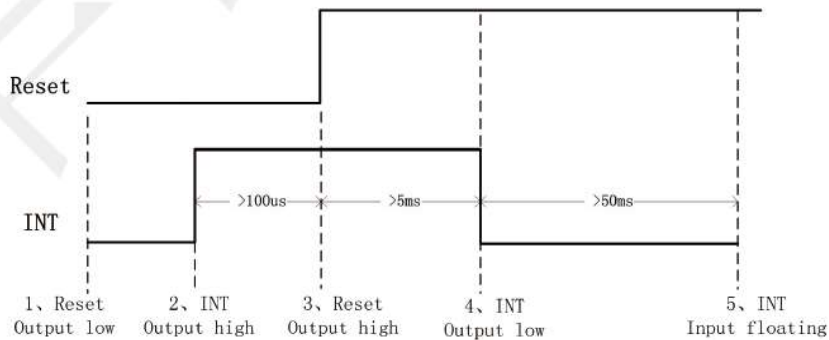 Reset
>100us
>5ms
>50ms
INT
1、Reset
Output low
2、INT
Output high
3、Reset
Output high
4、INT
Output low
5、INT
Input floating